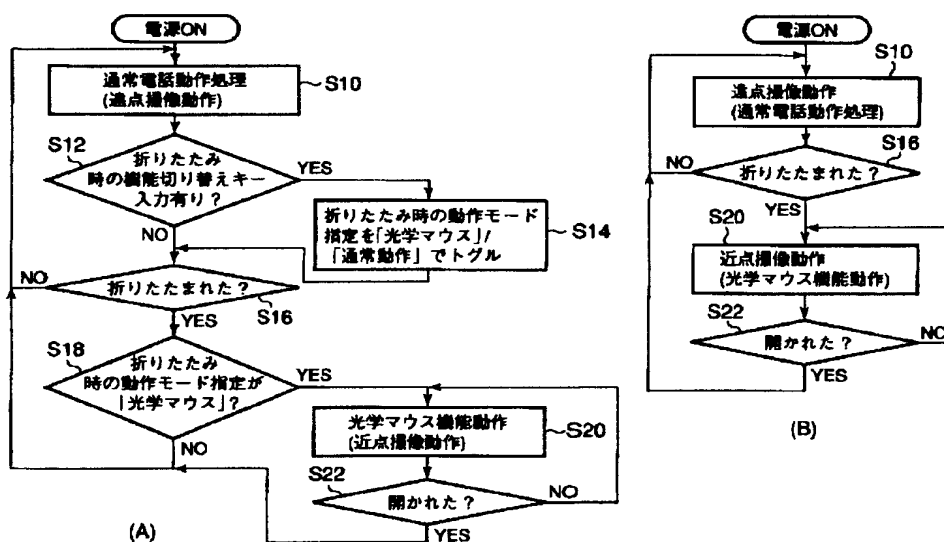 電源ON
通常電話動作処理
(遠点撮像動作)
S10
S12
折りたたみ
時の機能切り替えキー
入力有り？
YES
NO
折りたたみ時の動作モード
指定を「光学マウス」/
「通常動作」でトグル
S14
NO
折りたたまれた？
S16
YES
S18
折りたたみ
時の動作モード指定が
「光学マウス」？
YES
NO
光学マウス機能動作
(近点撮像動作)
S20
S22
開かれた？
NO
YES
(A)
電源ON
S10
遠点撮像動作
(通常電話動作処理)
S16
NO
折りたたまれた？
YES
S20
近点撮像動作
(光学マウス機能動作)
S22
開かれた？
NO
YES
(B)